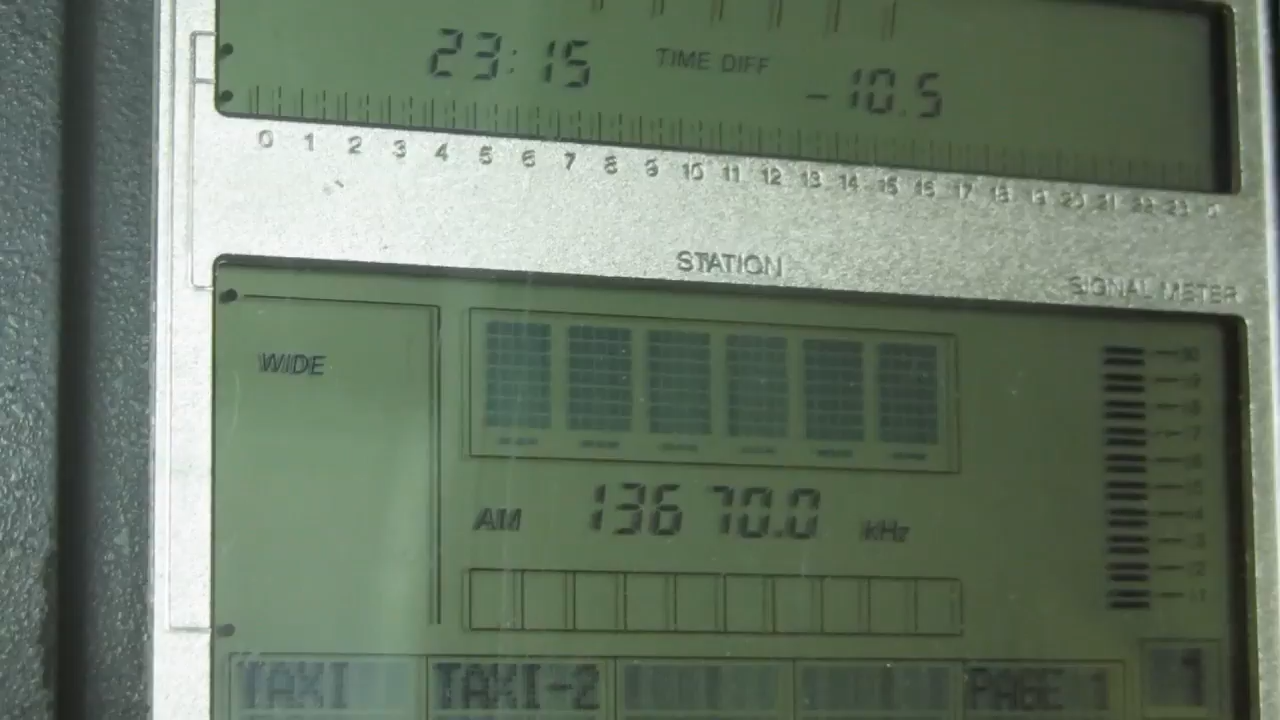 23:15 TIME DIFF -10.5
0 1 2 3 4 5 6 7 8 9 10 11 12 13 14 15 16 17 18 19 20 21 22 23
STATION
SIGNAL METER
WIDE
AM 13670.0 kHz
TAXI TAXI-2 PAGE 1 1